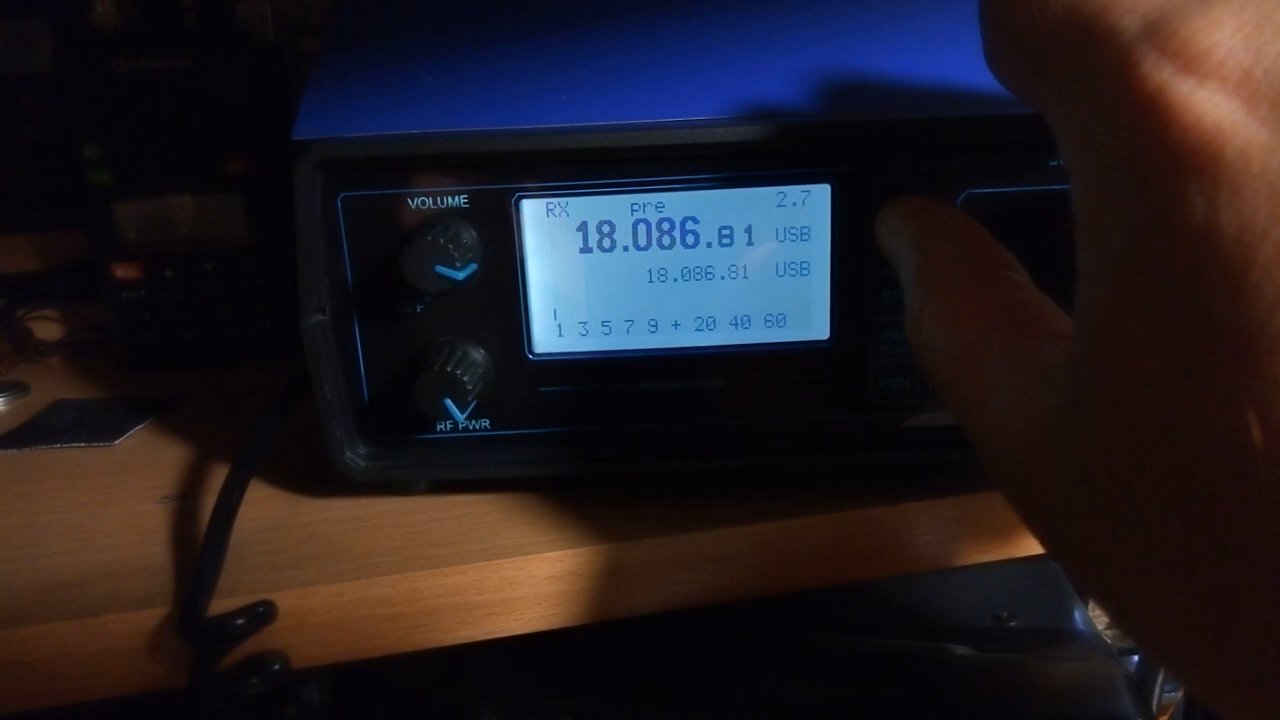 VOLUME
RX pre 2.7
18.086.81 USB
18.086.81 USB
1 3 5 7 9 + 20 40 60
RF PWR